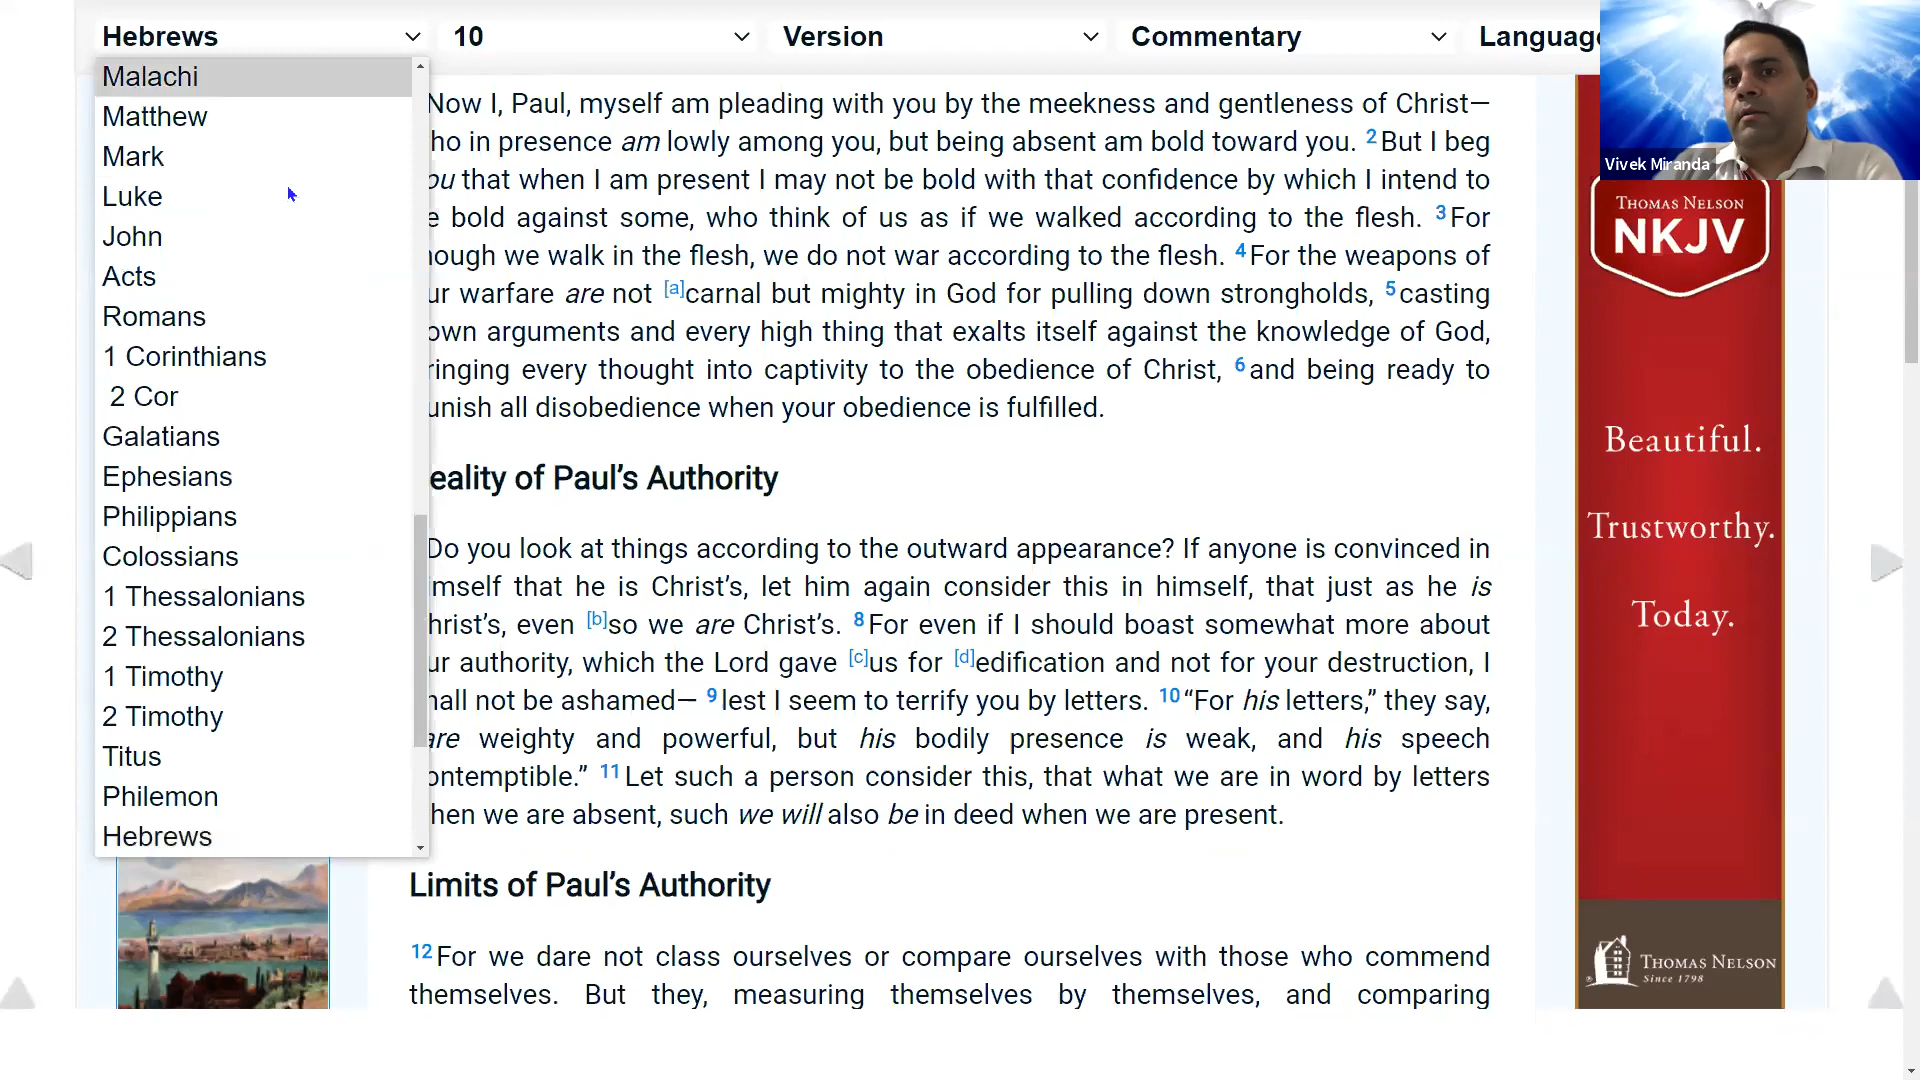 Hebrews
10
Version
Commentary
Language
Malachi
Matthew
Mark
Luke
John
Acts
Romans
1 Corinthians
2 Cor
Galatians
Ephesians
Philippians
Colossians
1 Thessalonians
2 Thessalonians
1 Timothy
2 Timothy
Titus
Philemon
Hebrews
Now I, Paul, myself am pleading with you by the meekness and gentleness of Christ—
ho in presence am lowly among you, but being absent am bold toward you. 2 But I beg
ou that when I am present I may not be bold with that confidence by which I intend to
e bold against some, who think of us as if we walked according to the flesh. 3 For
hough we walk in the flesh, we do not war according to the flesh. 4 For the weapons of
ur warfare are not [a]carnal but mighty in God for pulling down strongholds, 5 casting
own arguments and every high thing that exalts itself against the knowledge of God,
ringing every thought into captivity to the obedience of Christ, 6 and being ready to
unish all disobedience when your obedience is fulfilled.
eality of Paul’s Authority
Do you look at things according to the outward appearance? If anyone is convinced in
mself that he is Christ’s, let him again consider this in himself, that just as he is
hrist’s, even [b]so we are Christ’s. 8 For even if I should boast somewhat more about
ur authority, which the Lord gave [c]us for [d]edification and not for your destruction, I
hall not be ashamed— 9 lest I seem to terrify you by letters. 10 “For his letters,” they say,
are weighty and powerful, but his bodily presence is weak, and his speech
ontemptible.” 11 Let such a person consider this, that what we are in word by letters
hen we are absent, such we will also be in deed when we are present.
Limits of Paul’s Authority
12 For we dare not class ourselves or compare ourselves with those who commend
themselves. But they, measuring themselves by themselves, and comparing
Vivek Miranda
THOMAS NELSON
NKJV
Beautiful.
Trustworthy.
Today.
THOMAS NELSON
Since 1798